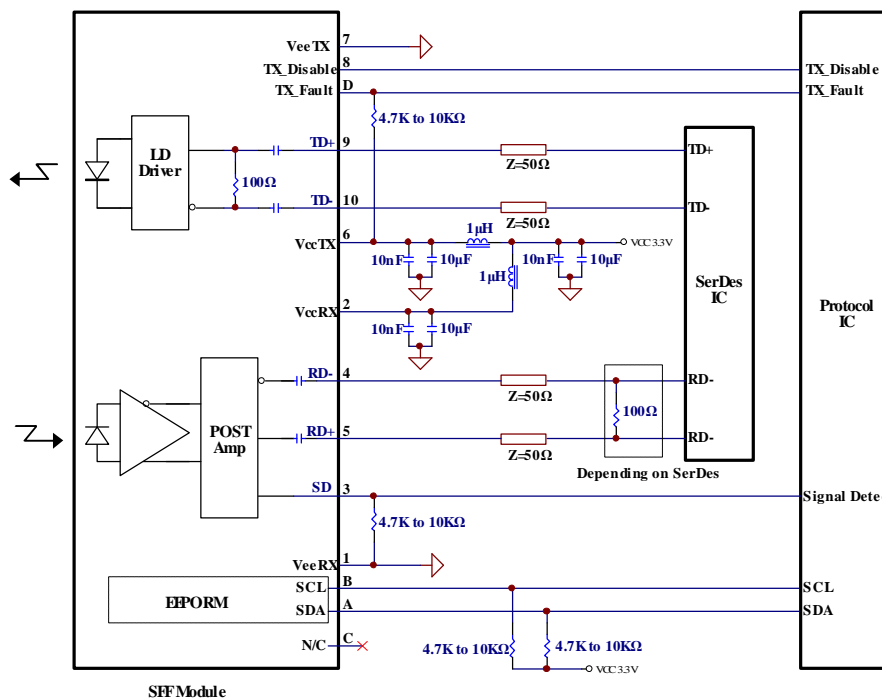 VeeTX 7
TX_Disable 8 TX_Disable
TX_Fault D TX_Fault
4.7K to 10KΩ
LD Driver
100Ω
TD+ 9 Z=50Ω TD+
TD- 10 Z=50Ω TD-
VccTX 6 1µH VCC3.3V
10nF 10µF 1µH 10nF 10µF
SerDes IC
Protocol IC
VccRX 2
10nF 10µF
RD- 4 Z=50Ω RD-
100Ω
POST Amp
RD+ 5 Z=50Ω RD-
Depending on SerDes
SD 3 Signal Dete
4.7K to 10KΩ
VeeRX 1
EEPORM
SCL B SCL
SDA A SDA
N/C C
4.7K to 10KΩ 4.7K to 10KΩ
VCC3.3V
SFF Module